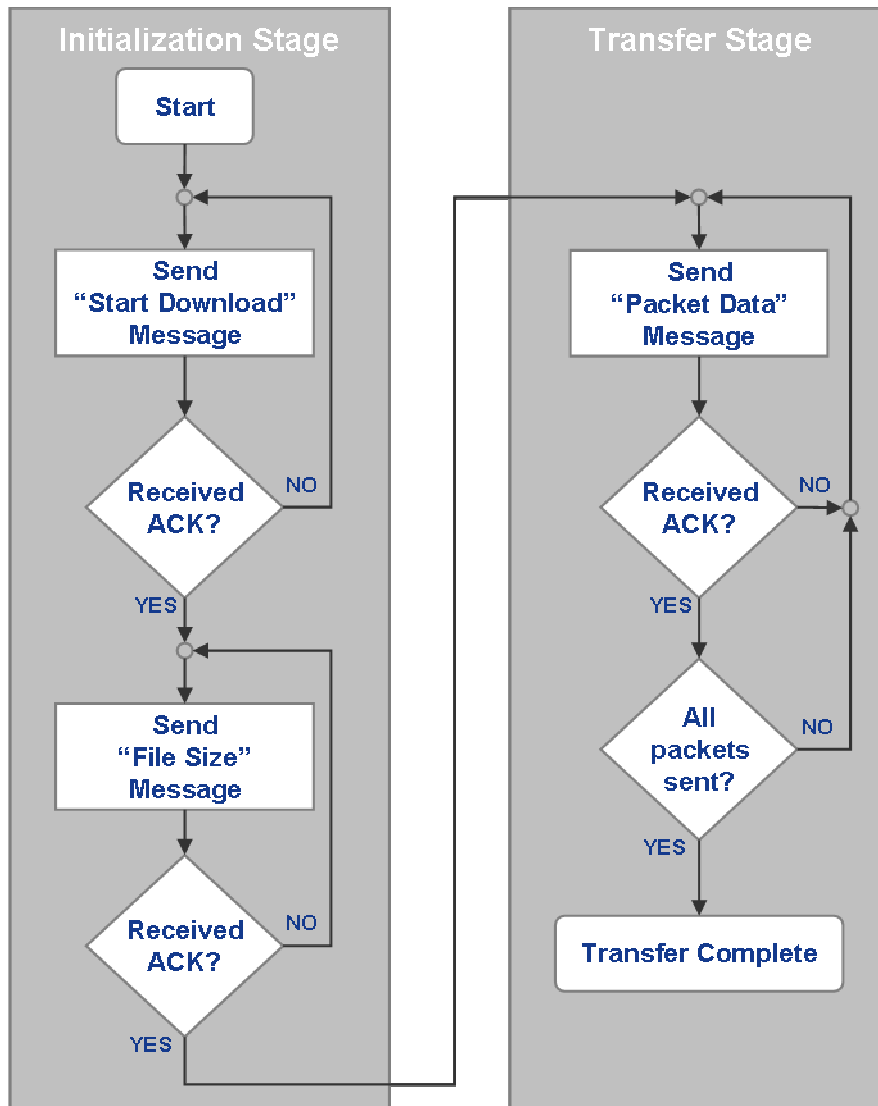 Initialization Stage
Start
Send
“Start Download”
Message
Received
ACK?
NO
YES
Send
“File Size”
Message
Received
ACK?
NO
YES
Transfer Stage
Send
“Packet Data”
Message
Received
ACK?
NO
YES
All
packets
sent?
NO
YES
Transfer Complete